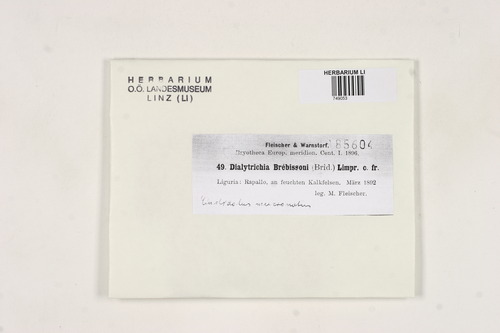 HERBARIUM
O.Ö. LANDESMUSEUM
LINZ (LI)
HERBARIUM LI
Fleischer & Warnstorf.
Bryotheca Europ. meridion. Cent. I. 1896.
49. Dialytrichia Brébissoni (Brid.) Limpr. c. fr.
Liguria: Rapallo, an feuchten Kalkfelsen. März 1892
leg. M. Fleischer.
mucronatus